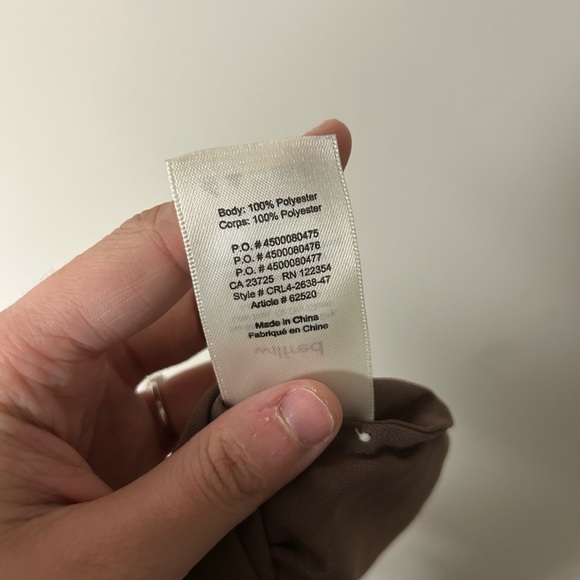 Body: 100% Polyester
Corps: 100% Polyester
P.O. # 4500080475
P.O. # 4500080476
P.O. # 4500080477
CA 23725 RN 122354
Style # CRL4-2638-47
Article # 62520
Made in China
Fabriqué en Chine
wilfred